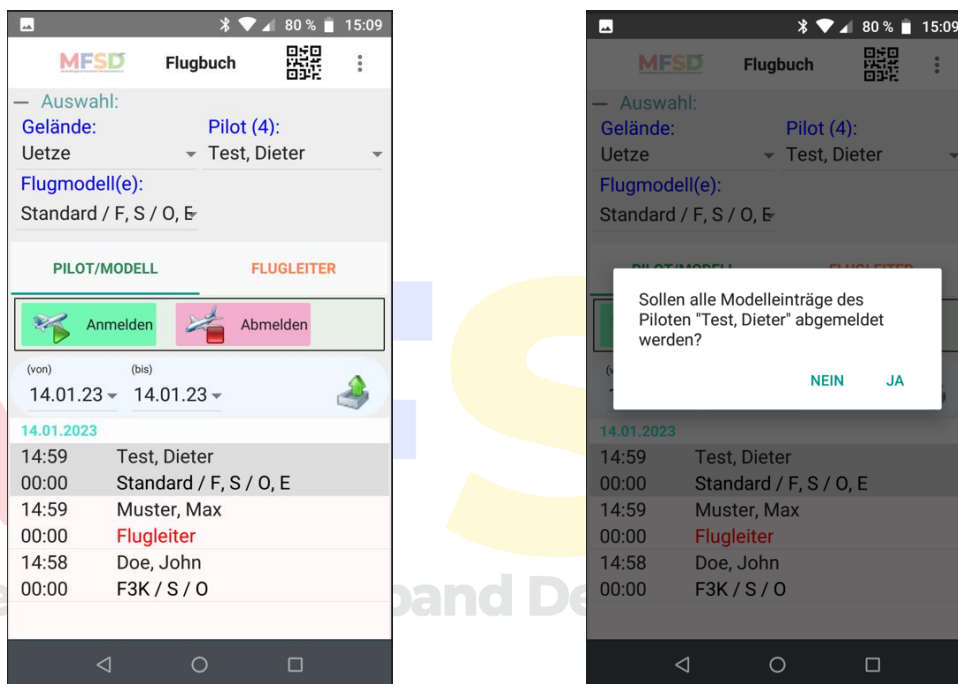 80 % 15:09
MFSD Flugbuch
— Auswahl:
Gelände: Pilot (4):
Uetze Test, Dieter
Flugmodell(e):
Standard / F, S / O, E
PILOT/MODELL FLUGLEITER
Anmelden Abmelden
(von) (bis)
14.01.23 14.01.23
14.01.2023
14:59 Test, Dieter
00:00 Standard / F, S / O, E
14:59 Muster, Max
00:00 Flugleiter
14:58 Doe, John
00:00 F3K / S / O
80 % 15:09
MFSD Flugbuch
— Auswahl:
Gelände: Pilot (4):
Uetze Test, Dieter
Flugmodell(e):
Standard / F, S / O, E
PILOT/MODELL FLUGLEITER
Sollen alle Modelleinträge des
Piloten "Test, Dieter" abgemeldet
werden?
NEIN JA
14.01.2023
14:59 Test, Dieter
00:00 Standard / F, S / O, E
14:59 Muster, Max
00:00 Flugleiter
14:58 Doe, John
00:00 F3K / S / O
band De